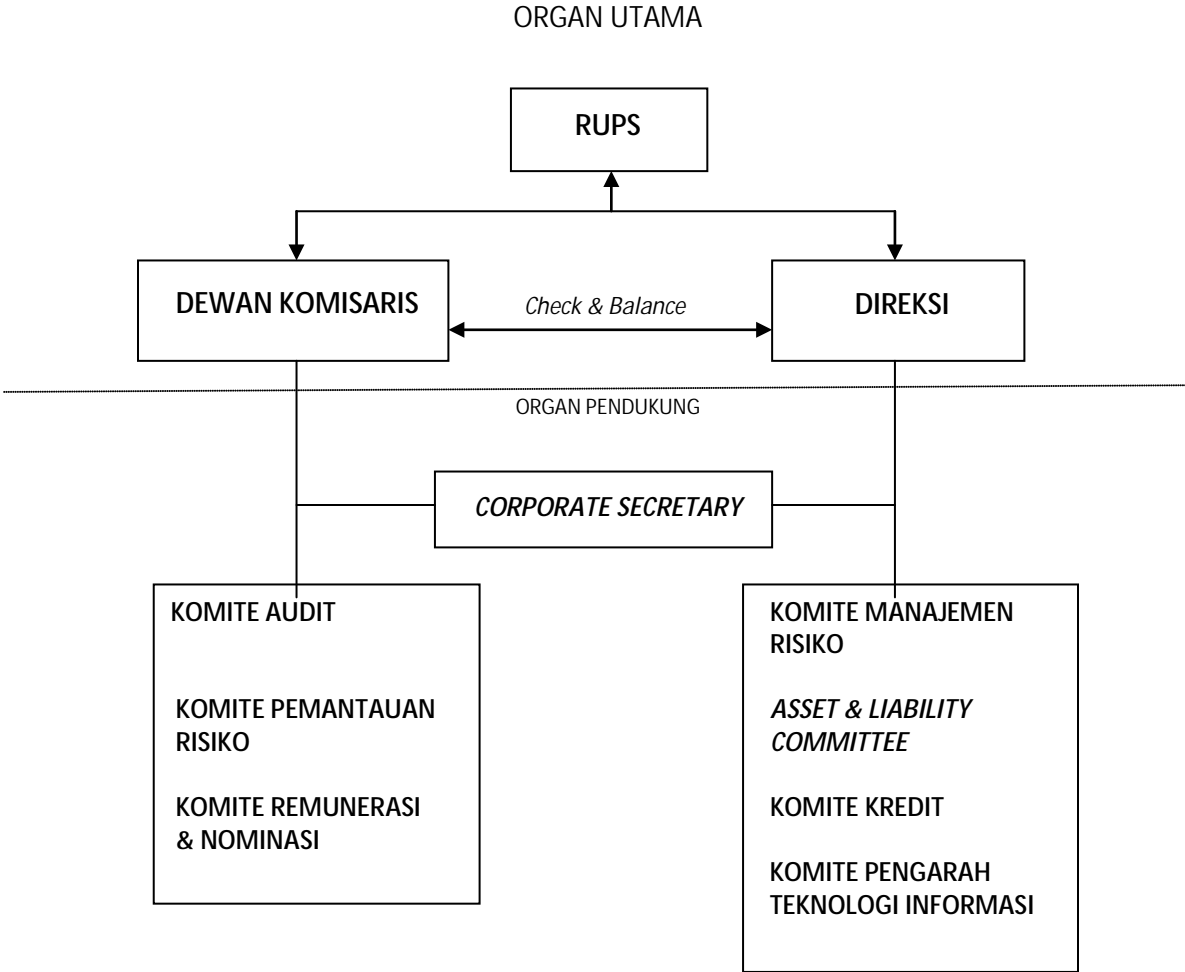 ORGAN UTAMA
RUPS
DEWAN KOMISARIS
Check & Balance
DIREKSI
ORGAN PENDUKUNG
CORPORATE SECRETARY
KOMITE AUDIT
KOMITE PEMANTAUAN
RISIKO
KOMITE REMUNERASI
& NOMINASI
KOMITE MANAJEMEN
RISIKO
ASSET & LIABILITY
COMMITTEE
KOMITE KREDIT
KOMITE PENGARAH
TEKNOLOGI INFORMASI